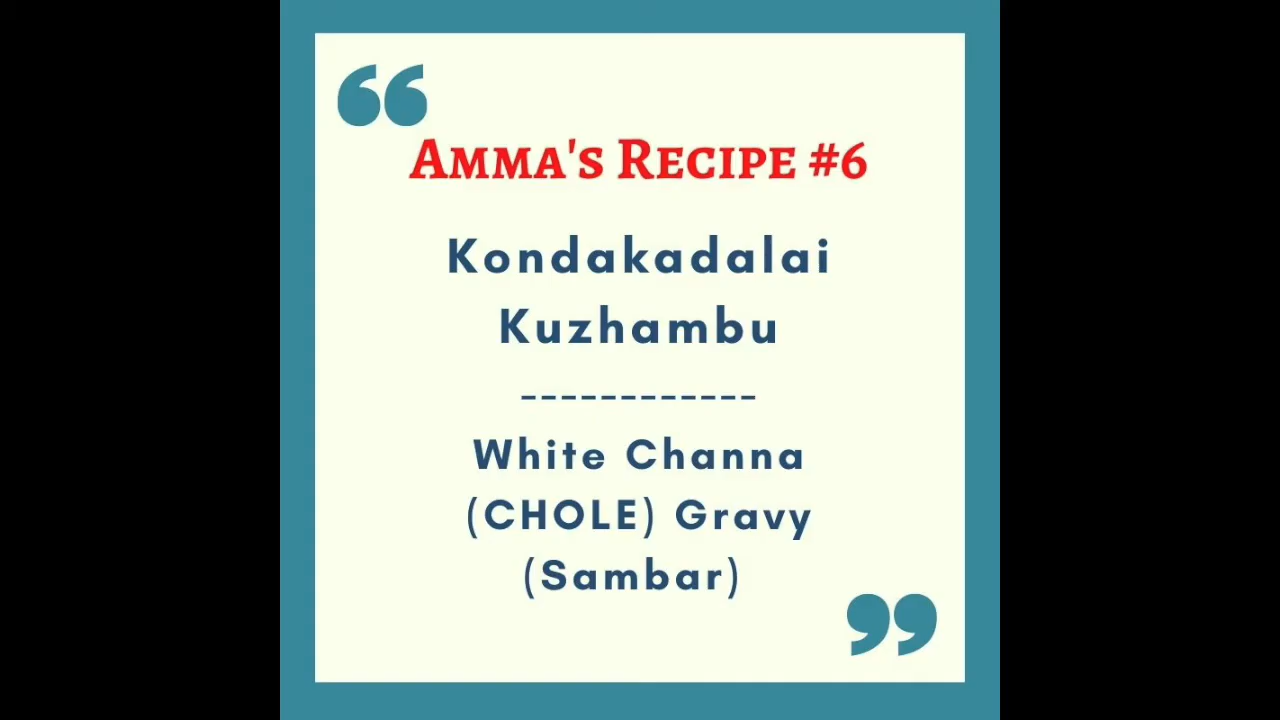 Amma's Recipe #6
Kondakadalai
Kuzhambu
------------
White Channa
(CHOLE) Gravy
(Sambar)